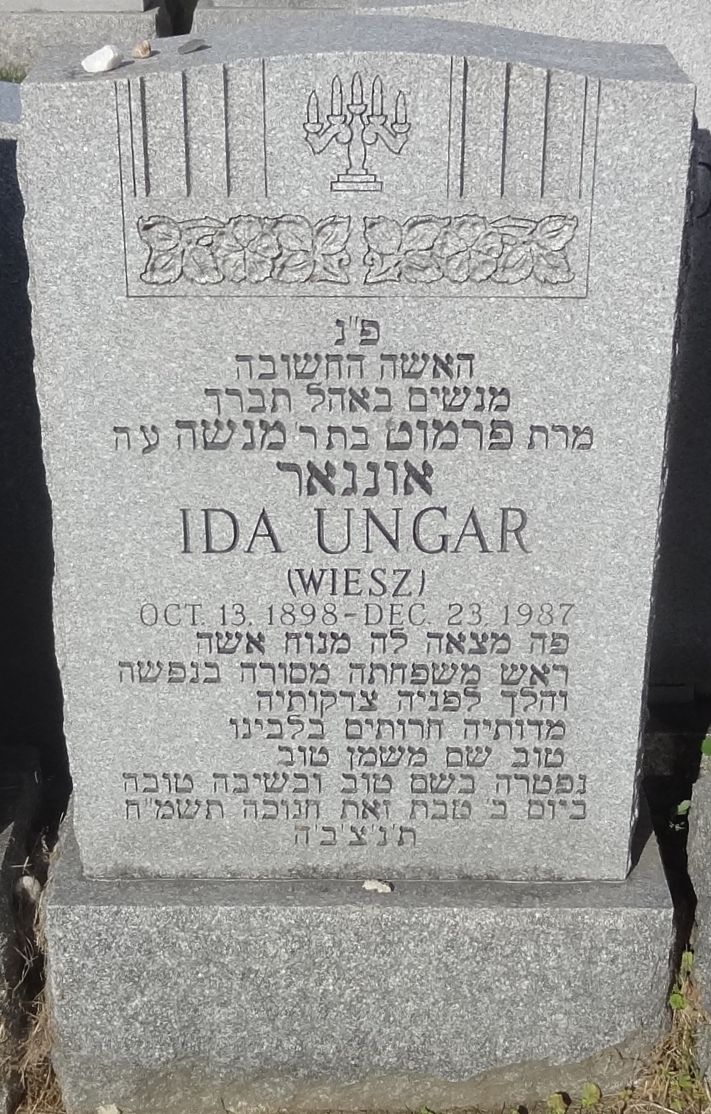 פ"נ
האשה החשובה
מנשים באהל תברך
מרת פרמוט בת ר' מנשה ע"ה
אונגאר
IDA UNGAR
(WIESZ)
OCT. 13. 1898-DEC. 23. 1987
פה מצאה לה מנוח אשה
ראש משפחתה מסורה בנפשה
והלך לפניה צדקותיה
מדותיה חרותים בלבינו
טוב שם משמן טוב
נפטרה בשם טוב ובשיבה טובה
ביום ב' טבת זאת חנוכה תשמ"ח
ת'נ'צ'ב'ה